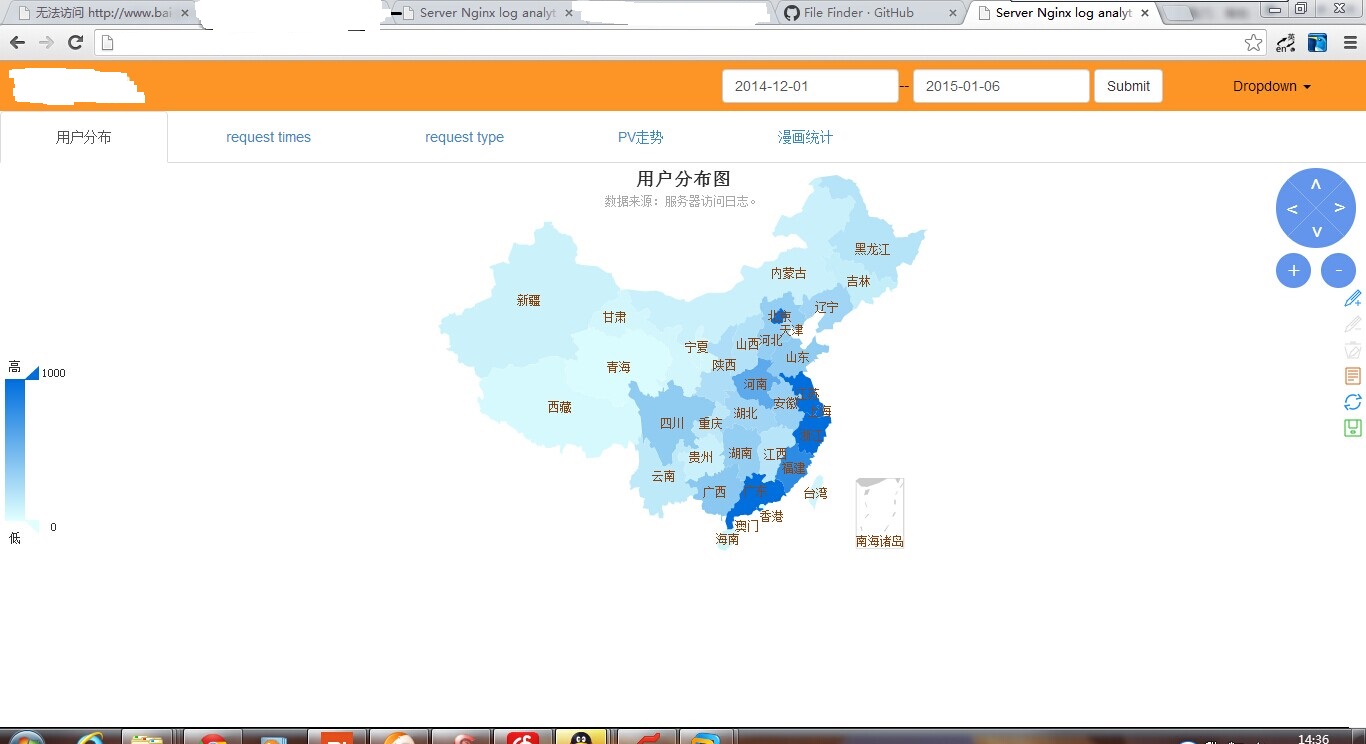 无法访问 http://www.bai
Server Nginx log analyt
File Finder · GitHub
Server Nginx log analyt
英
en
2014-12-01 -- 2015-01-06 Submit Dropdown
用户分布 request times request type PV走势 漫画统计
用户分布图
数据来源：服务器访问日志。
黑龙江
内蒙古
吉林
新疆
辽宁
甘肃
北京
天津
河北
山西
宁夏
山东
陕西
青海
高
1000
河南
江苏
安徽
西藏
上海
湖北
四川
重庆
浙江
湖南
江西
贵州
福建
云南
广西
广东
台湾
香港
澳门
0
低
海南
南海诸岛
14:36